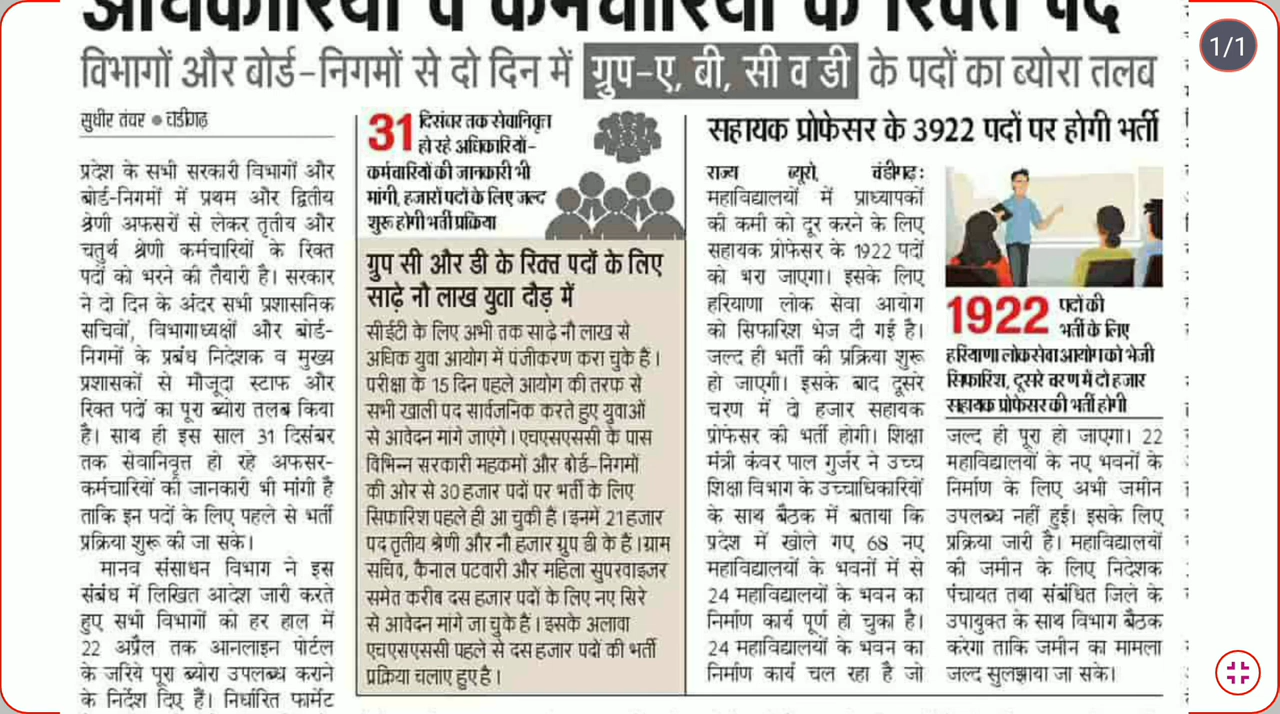 अधिकारियों व कर्मचारियों के रिक्त पद
विभागों और बोर्ड-निगमों से दो दिन में ग्रुप-ए, बी, सी व डी के पदों का ब्योरा तलब
1/1
सुधीर तंवर ● चंडीगढ़
प्रदेश के सभी सरकारी विभागों और
बोर्ड-निगमों में प्रथम और द्वितीय
श्रेणी अफसरों से लेकर तृतीय और
चतुर्थ श्रेणी कर्मचारियों के रिक्त
पदों को भरने की तैयारी है। सरकार
ने दो दिन के अंदर सभी प्रशासनिक
सचिवों, विभागाध्यक्षों और बोर्ड-
निगमों के प्रबंध निदेशक व मुख्य
प्रशासकों से मौजूदा स्टाफ और
रिक्त पदों का पूरा ब्योरा तलब किया
है। साथ ही इस साल 31 दिसंबर
तक सेवानिवृत्त हो रहे अफसर-
कर्मचारियों की जानकारी भी मांगी है
ताकि इन पदों के लिए पहले से भर्ती
प्रक्रिया शुरू की जा सके।
मानव संसाधन विभाग ने इस
संबंध में लिखित आदेश जारी करते
हुए सभी विभागों को हर हाल में
22 अप्रैल तक आनलाइन पोर्टल
के जरिये पूरा ब्योरा उपलब्ध कराने
के निर्देश दिए हैं। निर्धारित फार्मेट
31 दिसंबर तक सेवानिवृत्त
हो रहे अधिकारियों-
कर्मचारियों की जानकारी भी
मांगी, हजारों पदों के लिए जल्द
शुरू होगी भर्ती प्रक्रिया
ग्रुप सी और डी के रिक्त पदों के लिए
साढ़े नौ लाख युवा दौड़ में
सीईटी के लिए अभी तक साढ़े नौ लाख से
अधिक युवा आयोग में पंजीकरण करा चुके हैं।
परीक्षा के 15 दिन पहले आयोग की तरफ से
सभी खाली पद सार्वजनिक करते हुए युवाओं
से आवेदन मांगे जाएंगे। एचएसएससी के पास
विभिन्न सरकारी महकमों और बोर्ड-निगमों
की ओर से 30 हजार पदों पर भर्ती के लिए
सिफारिश पहले ही आ चुकी हैं। इनमें 21 हजार
पद तृतीय श्रेणी और नौ हजार ग्रुप डी के हैं। ग्राम
सचिव, कैनाल पटवारी और महिला सुपरवाइजर
समेत करीब दस हजार पदों के लिए नए सिरे
से आवेदन मांगे जा चुके हैं। इसके अलावा
एचएसएससी पहले से दस हजार पदों की भर्ती
प्रक्रिया चलाए हुए है।
सहायक प्रोफेसर के 3922 पदों पर होगी भर्ती
राज्य ब्यूरो, चंडीगढ़:
महाविद्यालयों में प्राध्यापकों
की कमी को दूर करने के लिए
सहायक प्रोफेसर के 1922 पदों
को भरा जाएगा। इसके लिए
हरियाणा लोक सेवा आयोग
को सिफारिश भेज दी गई है।
जल्द ही भर्ती की प्रक्रिया शुरू
हो जाएगी। इसके बाद दूसरे
चरण में दो हजार सहायक
प्रोफेसर की भर्ती होगी। शिक्षा
मंत्री कंवर पाल गुर्जर ने उच्च
शिक्षा विभाग के उच्चाधिकारियों
के साथ बैठक में बताया कि
प्रदेश में खोले गए 68 नए
महाविद्यालयों के भवनों में से
24 महाविद्यालयों के भवन का
निर्माण कार्य पूर्ण हो चुका है।
24 महाविद्यालयों के भवन का
निर्माण कार्य चल रहा है जो
1922 पदों की
भर्ती के लिए
हरियाणा लोकसेवा आयोग को भेजी
सिफारिश, दूसरे चरण में दो हजार
सहायक प्रोफेसर की भर्ती होगी
जल्द ही पूरा हो जाएगा। 22
महाविद्यालयों के नए भवनों के
निर्माण के लिए अभी जमीन
उपलब्ध नहीं हुई। इसके लिए
प्रक्रिया जारी है। महाविद्यालयों
की जमीन के लिए निदेशक
पंचायत तथा संबंधित जिले के
उपायुक्त के साथ विभाग बैठक
करेगा ताकि जमीन का मामला
जल्द सुलझाया जा सके।